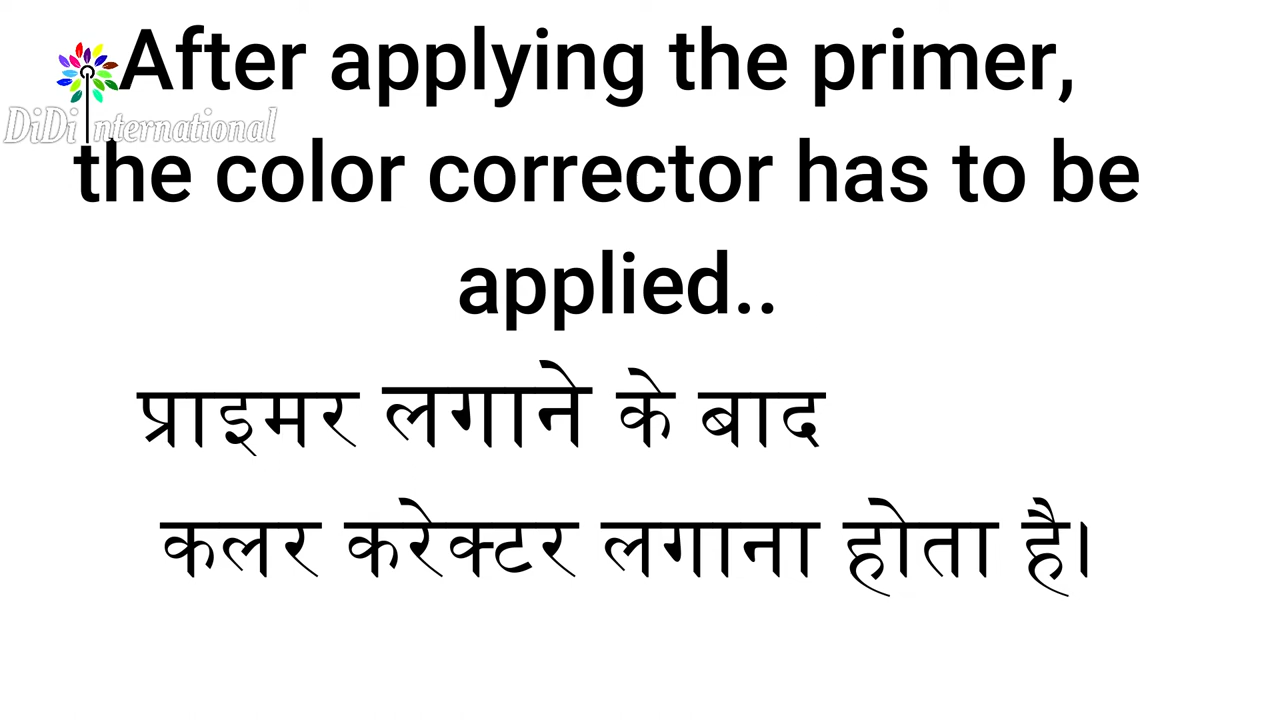 After applying the primer,
DiDi international
the color corrector has to be
applied..
प्राइमर लगाने के बाद
कलर करेक्टर लगाना होता है।